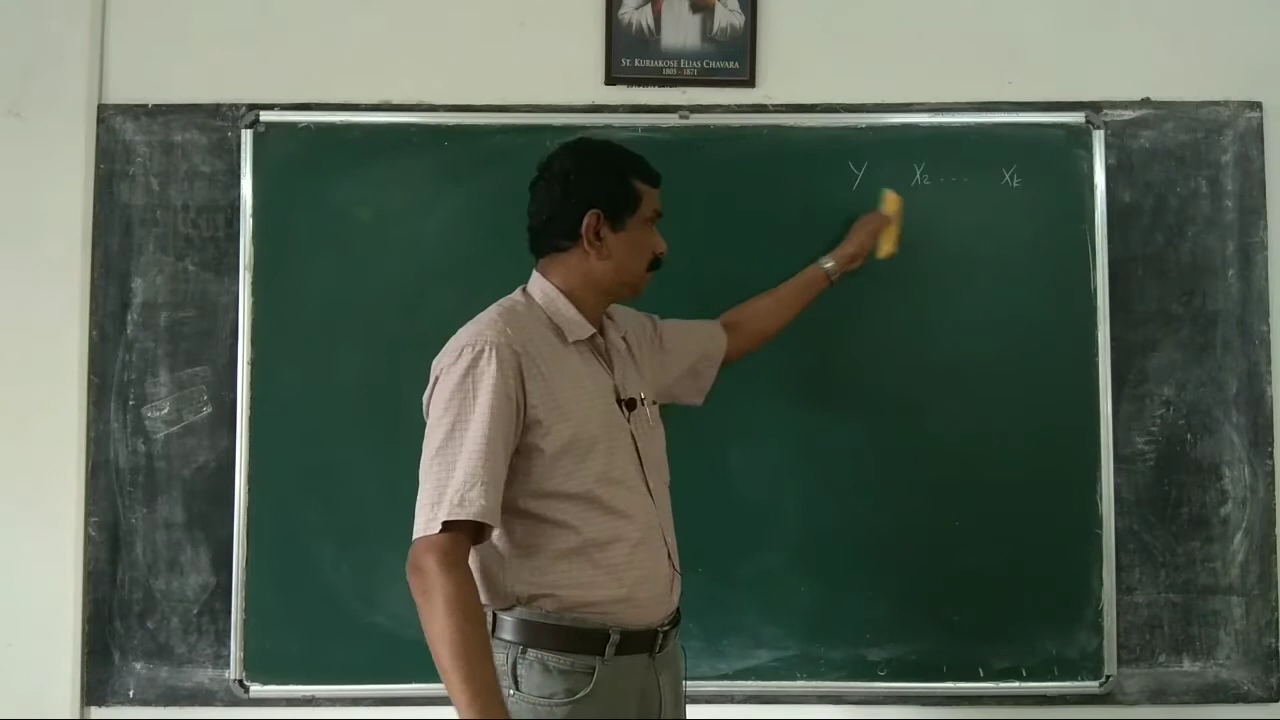 ST. KURIAKOSE ELIAS CHAVARA
1805 - 1871
Y X₂ ... Xₖ